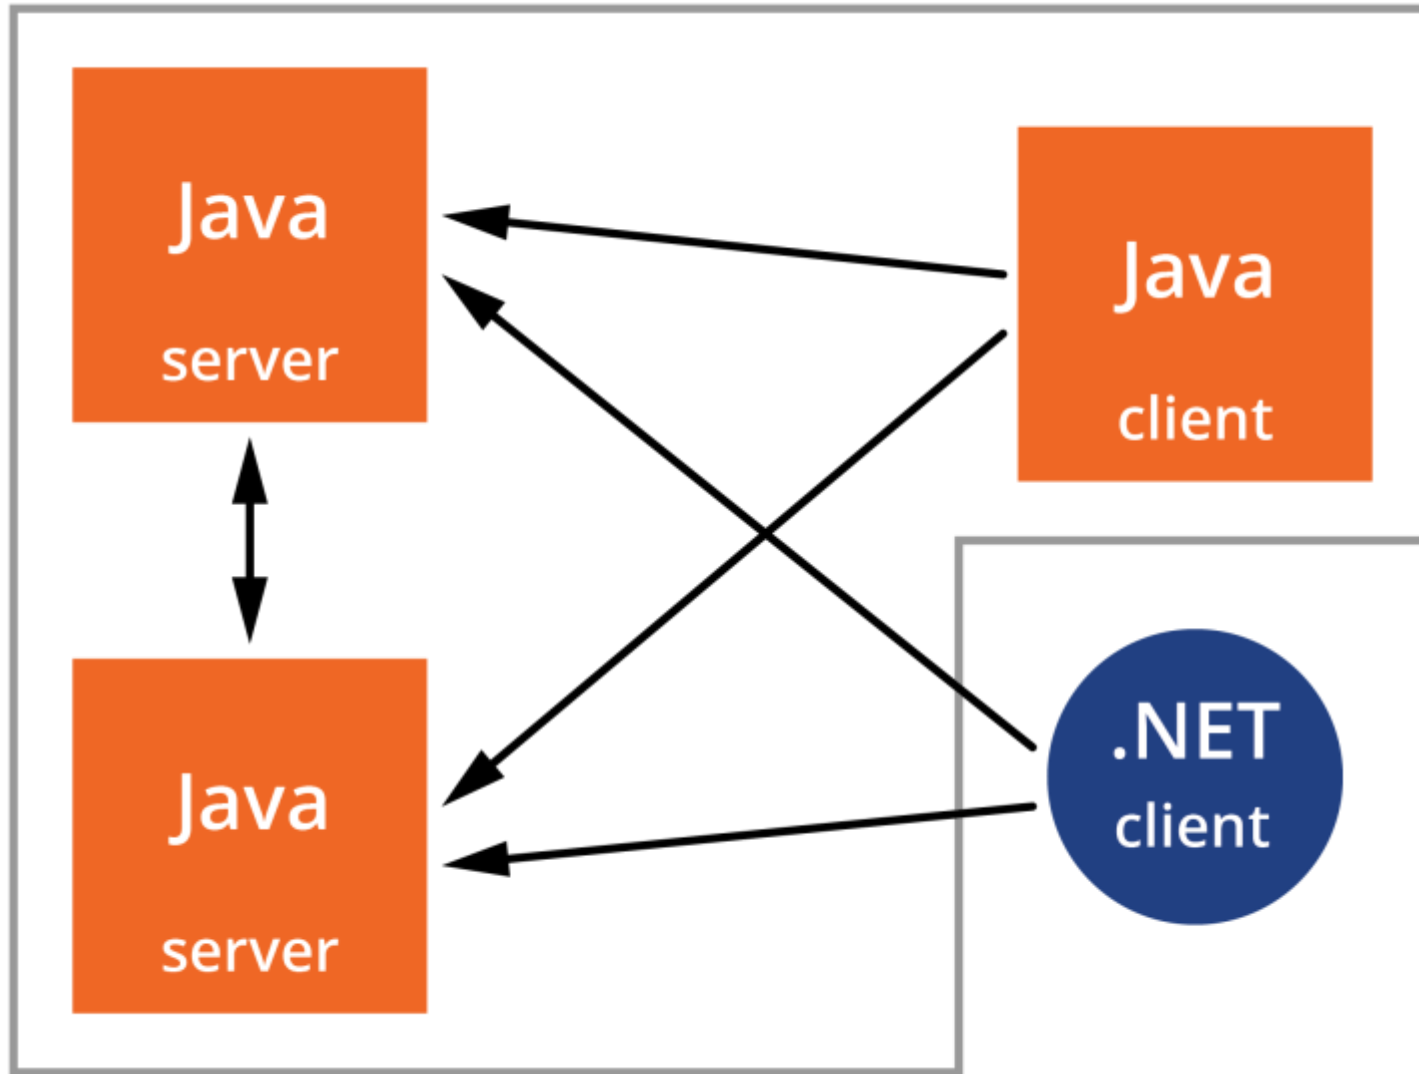 Java
server
Java
client
.NET
client
Java
server